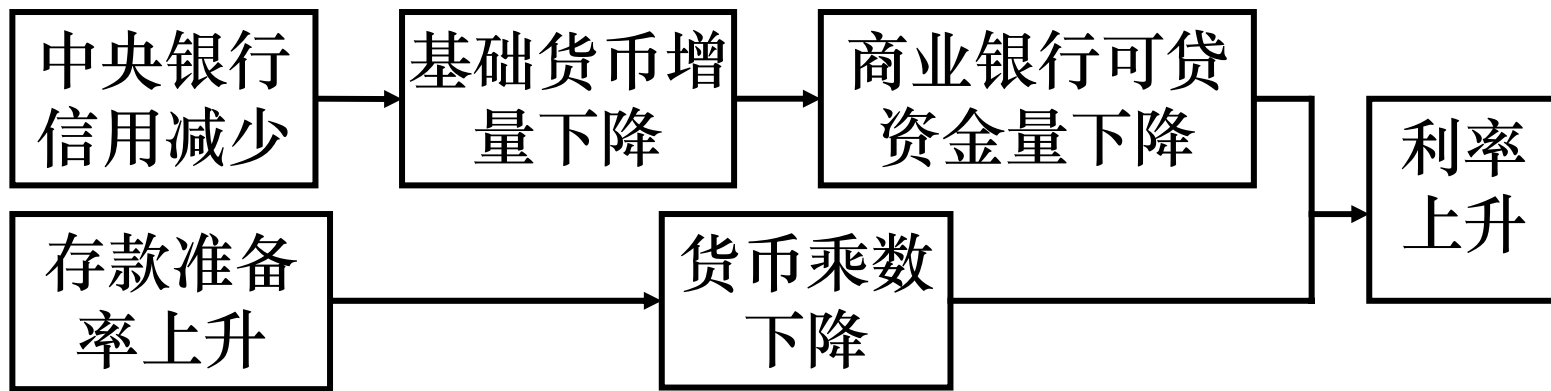 中央银行
信用减少
基础货币增
量下降
商业银行可贷
资金量下降
利率
上升
存款准备
率上升
货币乘数
下降